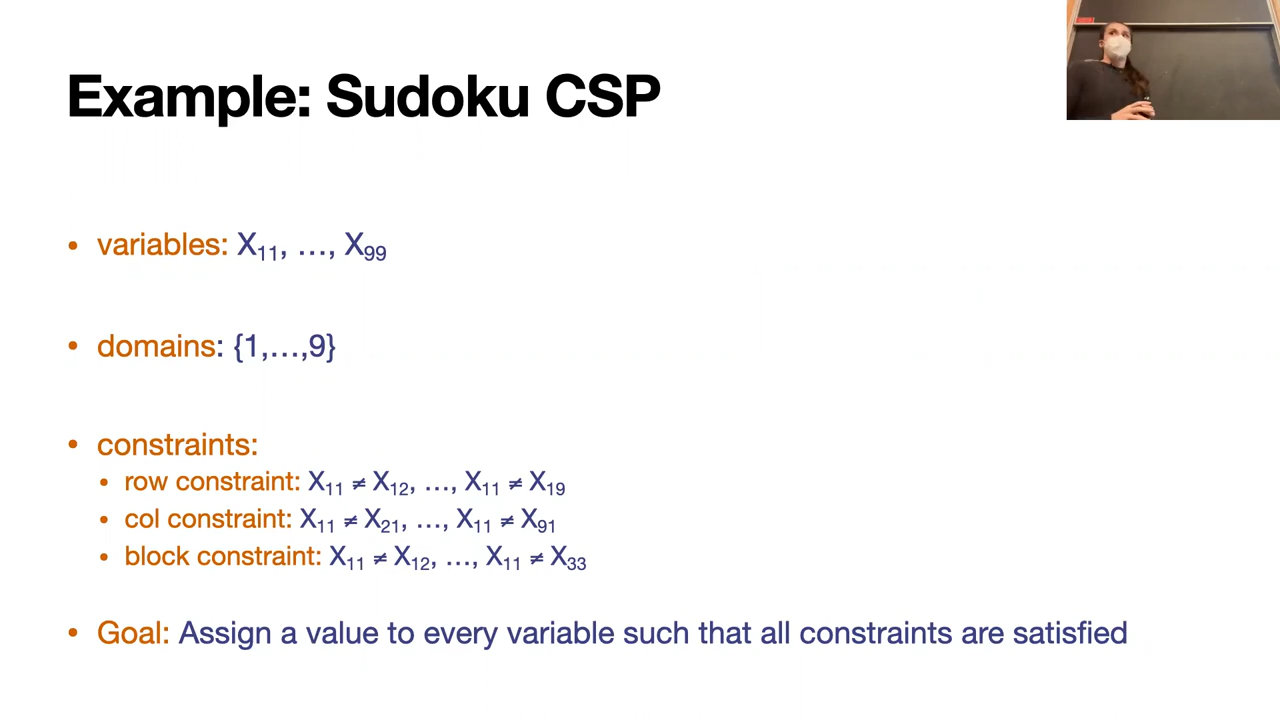 Example: Sudoku CSP
• variables: X₁₁, …, X₉₉
• domains: {1,…,9}
• constraints:
• row constraint: X₁₁ ≠ X₁₂, …, X₁₁ ≠ X₁₉
• col constraint: X₁₁ ≠ X₂₁, …, X₁₁ ≠ X₉₁
• block constraint: X₁₁ ≠ X₁₂, …, X₁₁ ≠ X₃₃
• Goal: Assign a value to every variable such that all constraints are satisfied